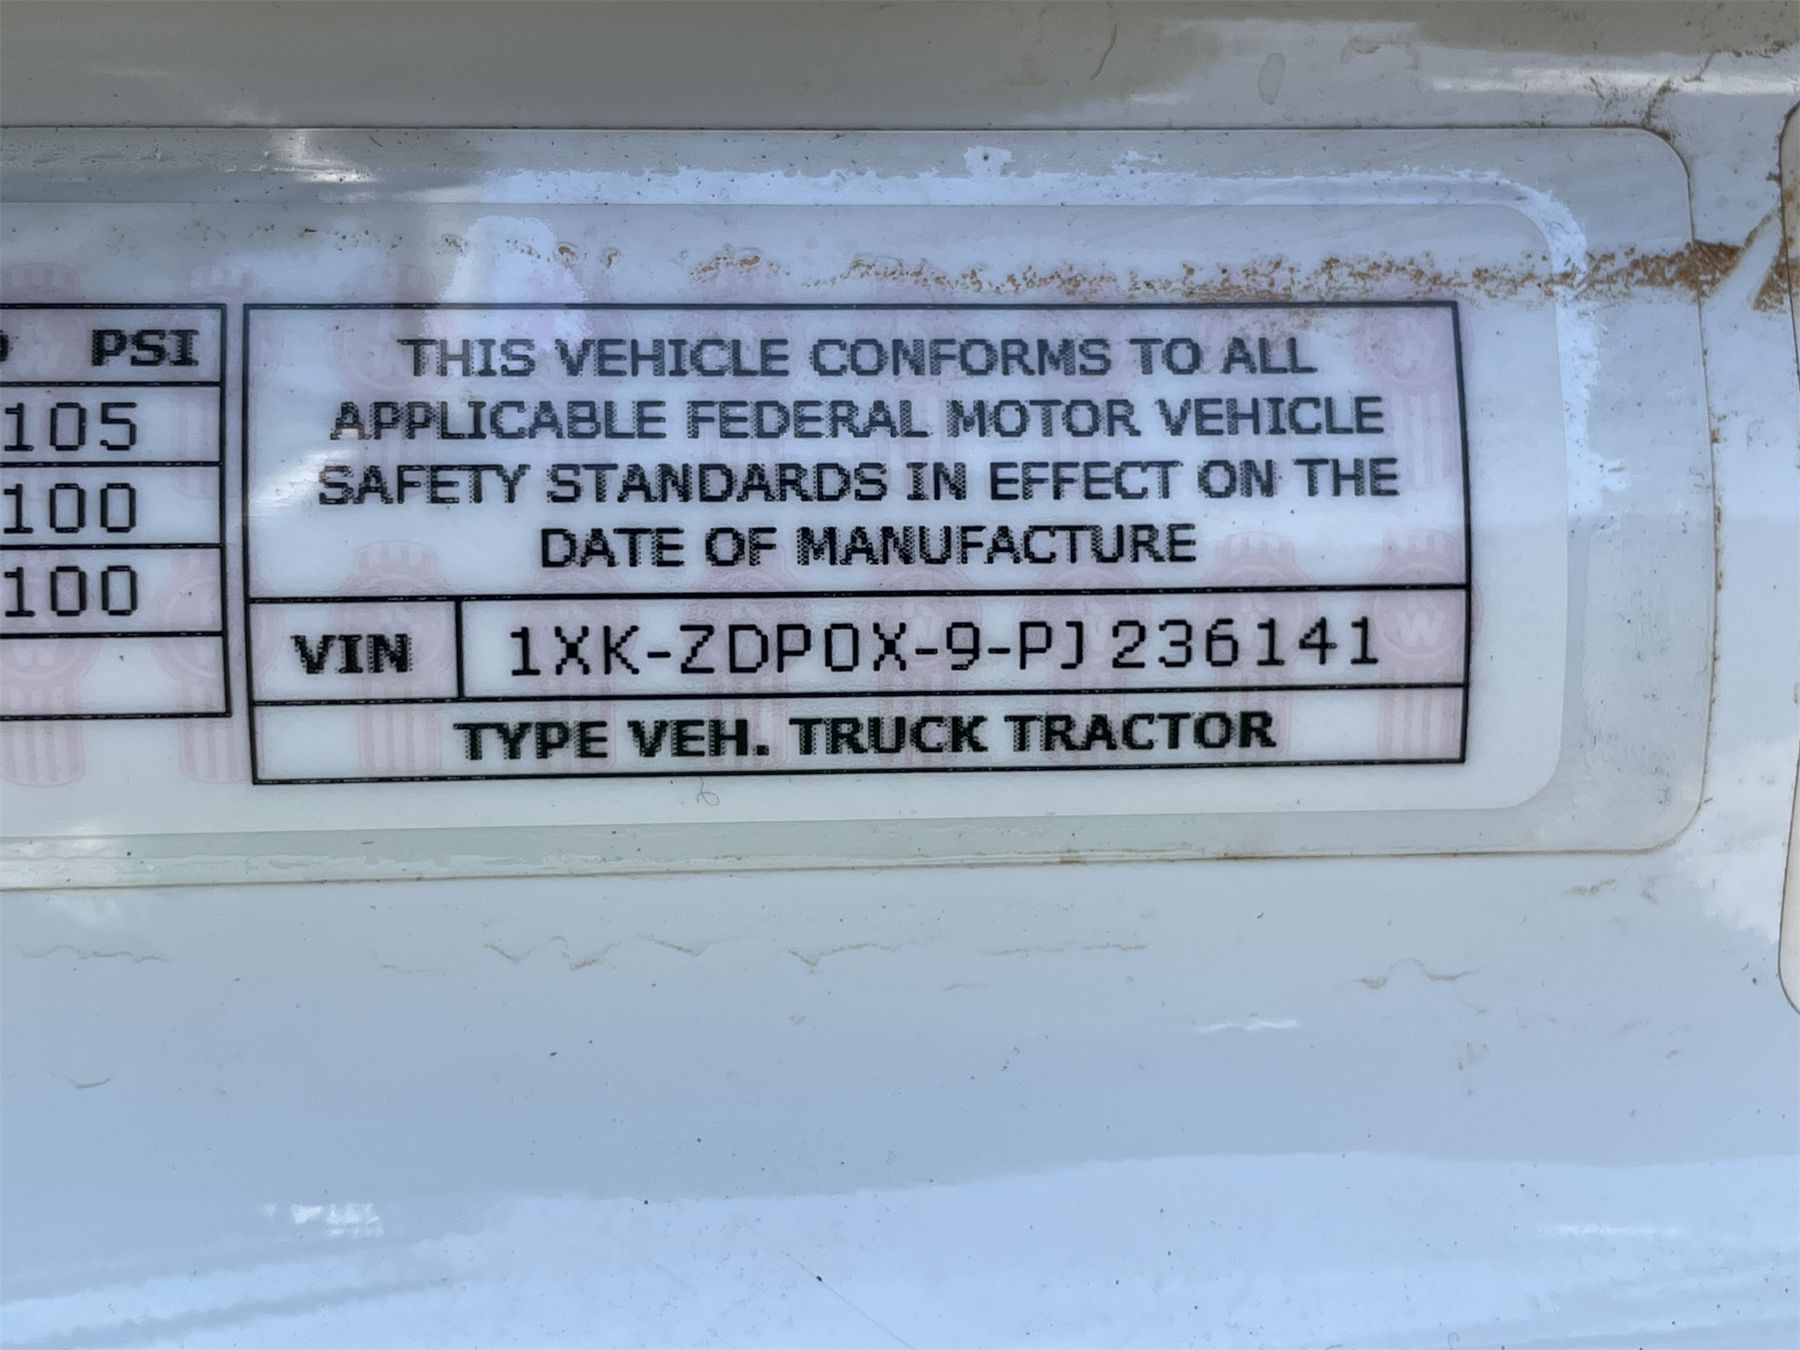 PSI
105
100
100
THIS VEHICLE CONFORMS TO ALL
APPLICABLE FEDERAL MOTOR VEHICLE
SAFETY STANDARDS IN EFFECT ON THE
DATE OF MANUFACTURE
VIN 1XK-ZDP0X-9-PJ236141
TYPE VEH. TRUCK TRACTOR